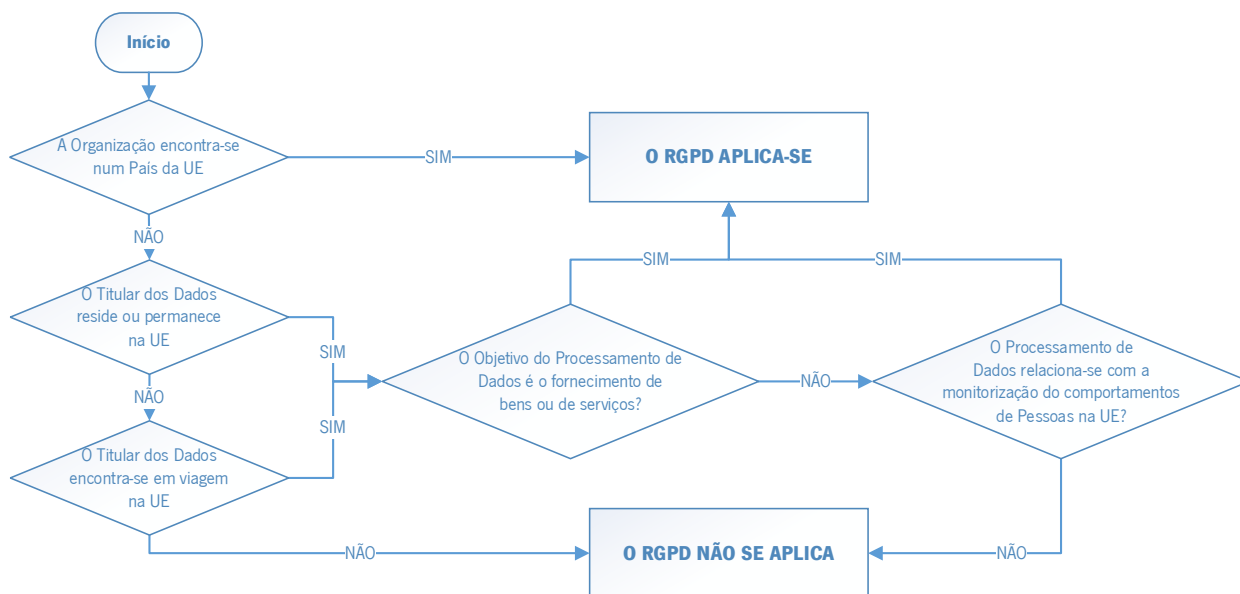 Início
A Organização encontra-se
num País da UE
SIM
O RGPD APLICA-SE
NÃO
O Titular dos Dados
reside ou permanece
na UE
SIM
SIM
SIM
O Objetivo do Processamento de
Dados é o fornecimento de
bens ou de serviços?
NÃO
O Processamento de
Dados relaciona-se com a
monitorização do comportamentos
de Pessoas na UE?
NÃO
SIM
O Titular dos Dados
encontra-se em viagem
na UE
NÃO
O RGPD NÃO SE APLICA
NÃO